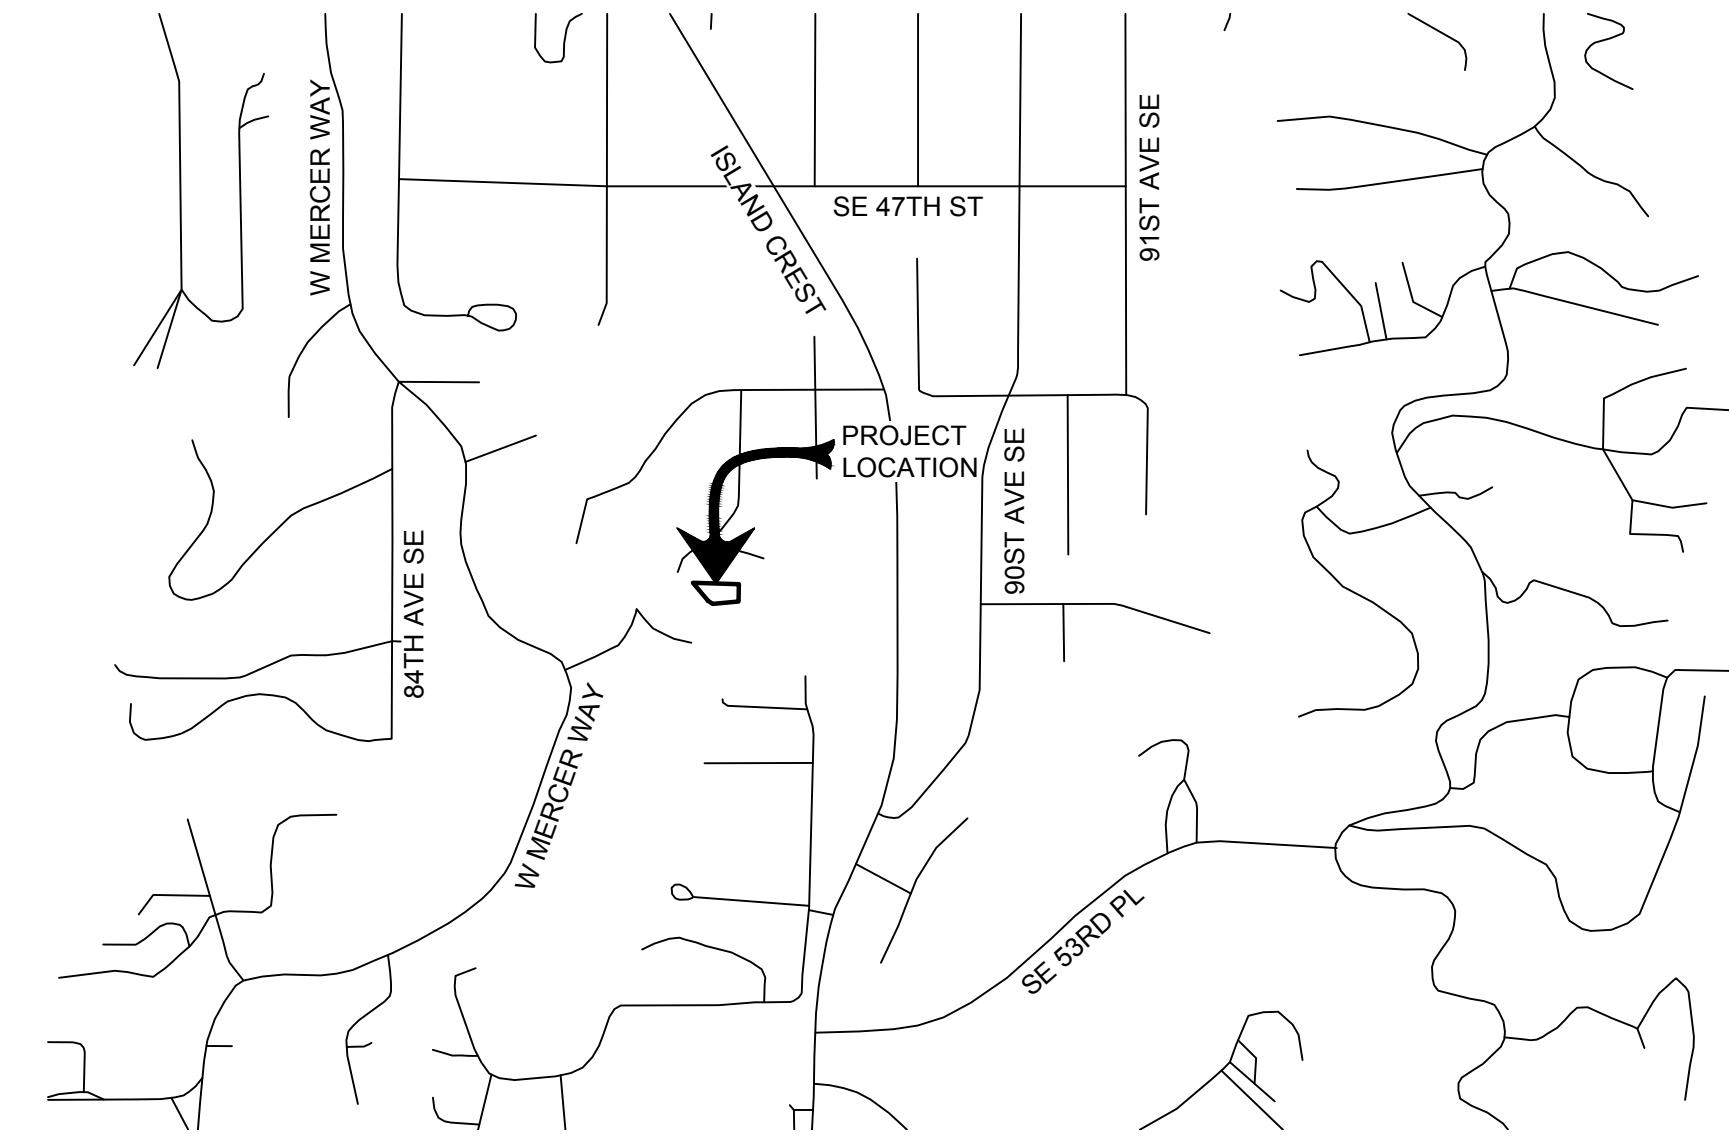 W MERCER WAY
ISLAND CREST
SE 47TH ST
91ST AVE SE
PROJECT
LOCATION
90ST AVE SE
84TH AVE SE
W MERCER WAY
SE 53RD PL